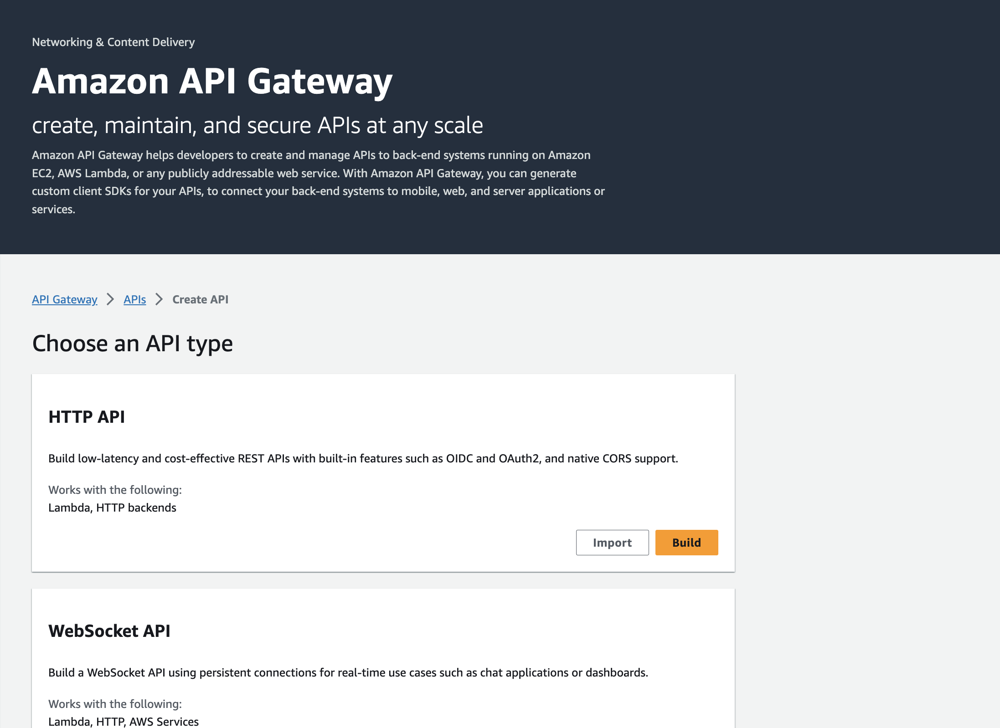 Networking & Content Delivery
Amazon API Gateway
create, maintain, and secure APIs at any scale
Amazon API Gateway helps developers to create and manage APIs to back-end systems running on Amazon
EC2, AWS Lambda, or any publicly addressable web service. With Amazon API Gateway, you can generate
custom client SDKs for your APIs, to connect your back-end systems to mobile, web, and server applications or
services.
API Gateway > APIs > Create API
Choose an API type
HTTP API
Build low-latency and cost-effective REST APIs with built-in features such as OIDC and OAuth2, and native CORS support.
Works with the following:
Lambda, HTTP backends
Import Build
WebSocket API
Build a WebSocket API using persistent connections for real-time use cases such as chat applications or dashboards.
Works with the following:
Lambda, HTTP, AWS Services